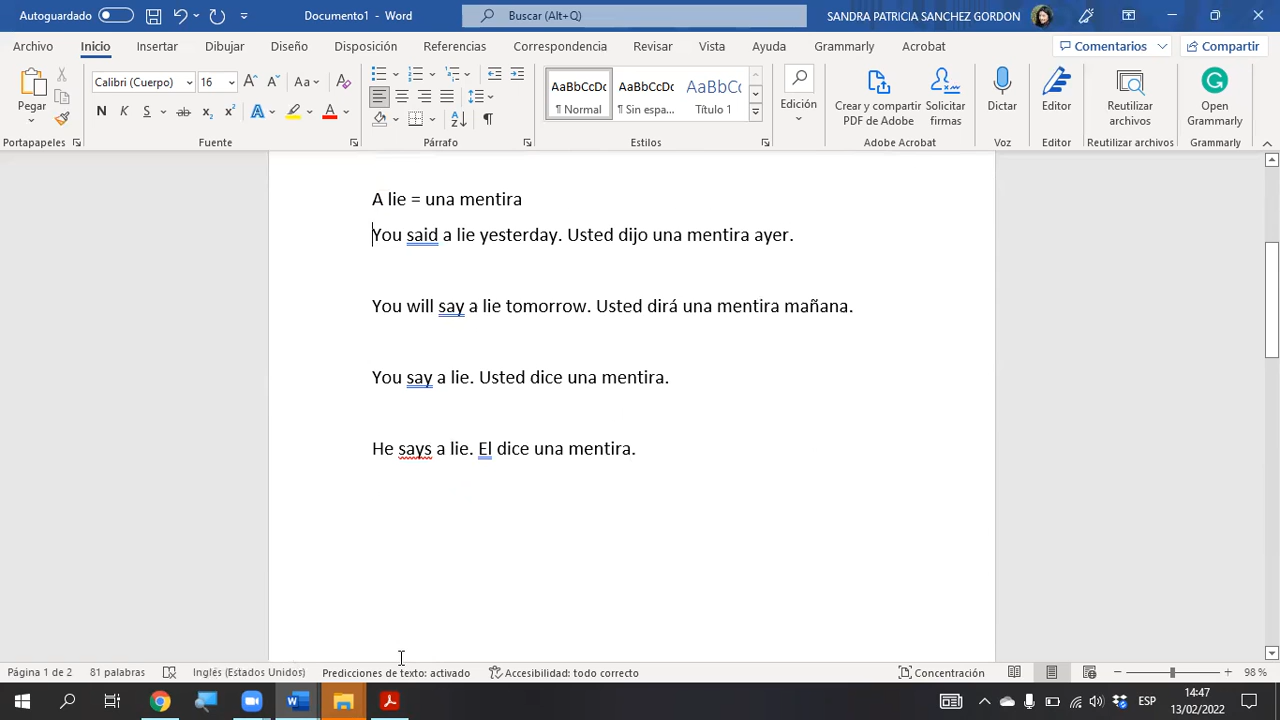 Autoguardado Documento1 - Word Buscar (Alt+Q) SANDRA PATRICIA SANCHEZ GORDON
Archivo Inicio Insertar Dibujar Diseño Disposición Referencias Correspondencia Revisar Vista Ayuda Grammarly Acrobat Comentarios Compartir
Calibri (Cuerpo) 16 Aa
Pegar
N K S ab x₂ x² A A
AaBbCcDc AaBbCcDc AaBbCc
¶ Normal ¶ Sin espa... Título 1
Edición
Crear y compartir
PDF de Adobe
Solicitar
firmas
Dictar
Editor
Reutilizar
archivos
Open
Grammarly
Portapapeles Fuente Párrafo Estilos Adobe Acrobat Voz Editor Reutilizar archivos Grammarly
A lie = una mentira
You said a lie yesterday. Usted dijo una mentira ayer.
You will say a lie tomorrow. Usted dirá una mentira mañana.
You say a lie. Usted dice una mentira.
He says a lie. El dice una mentira.
Página 1 de 2 81 palabras Inglés (Estados Unidos) Predicciones de texto: activado Accesibilidad: todo correcto Concentración 98 %
ESP
14:47
13/02/2022